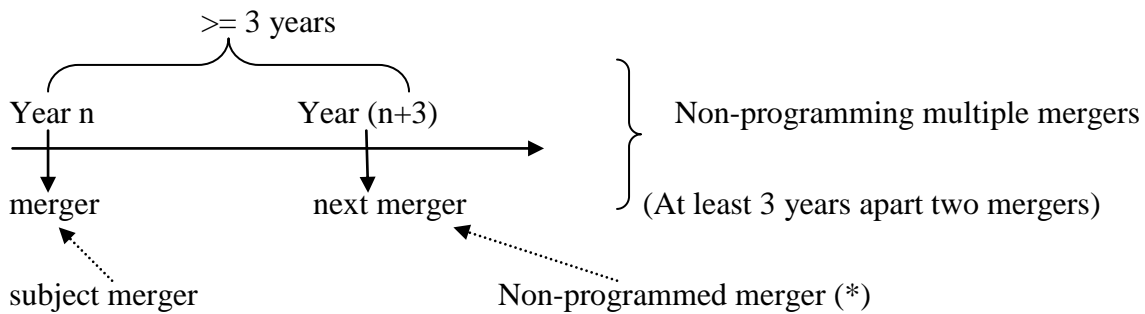 >= 3 years
Year n Year (n+3) Non-programming multiple mergers
merger next merger (At least 3 years apart two mergers)
subject merger Non-programmed merger (*)